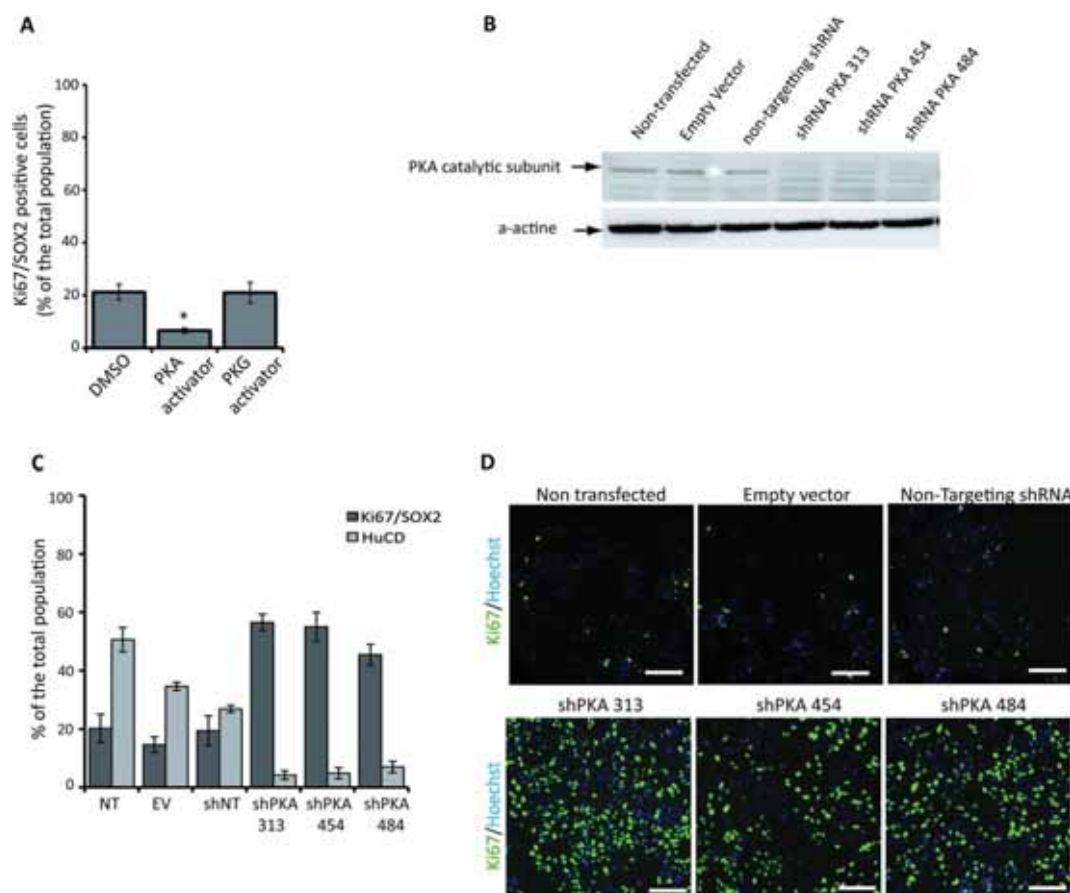 A
Ki67/SOX2 positive cells
(% of the total population)
100
80
60
40
20
0
*
DMSO
PKA
activator
PKG
activator
B
Non-transfected
Empty Vector
non-targetting shRNA
shRNA PKA 313
shRNA PKA 454
shRNA PKA 484
PKA catalytic subunit
a-actine
C
% of the total population
100
80
60
40
20
0
Ki67/SOX2
HuCD
NT
EV
shNT
shPKA
313
shPKA
454
shPKA
484
D
Non transfected
Empty vector
Non-Targeting shRNA
Ki67/Hoechst
shPKA 313
shPKA 454
shPKA 484
Ki67/Hoechst